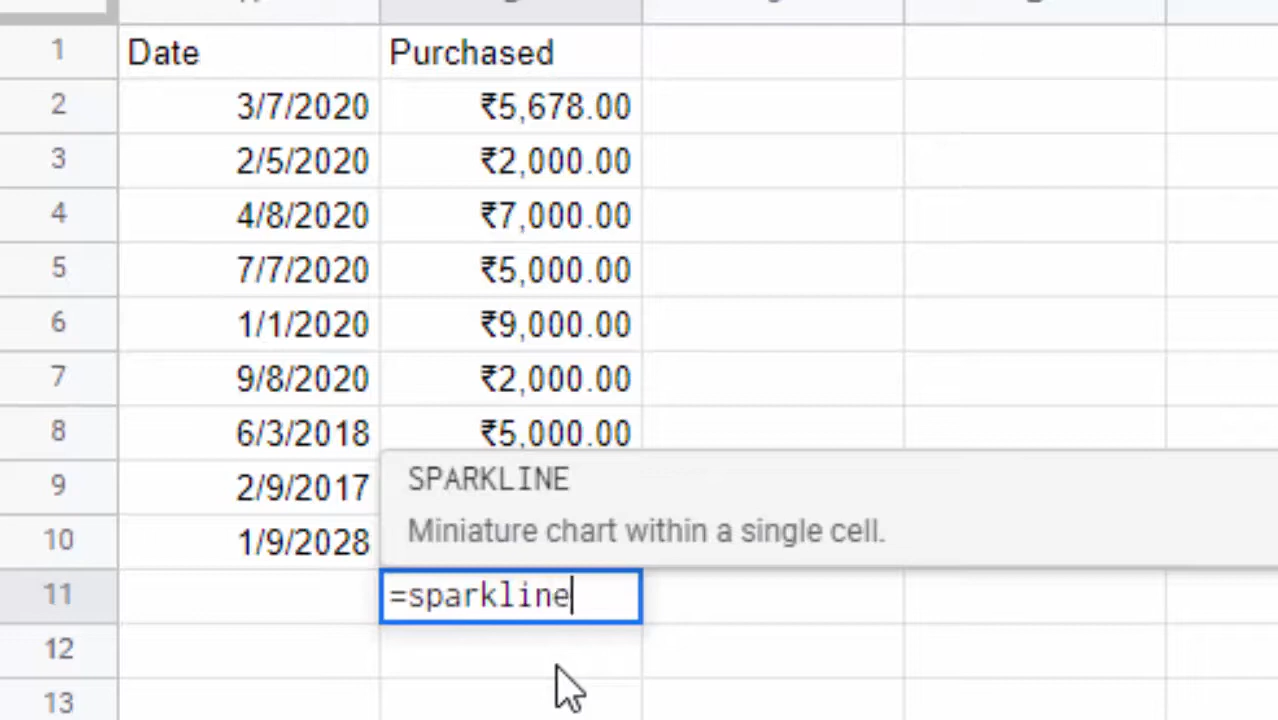 1 Date Purchased
2 3/7/2020 ₹5,678.00
3 2/5/2020 ₹2,000.00
4 4/8/2020 ₹7,000.00
5 7/7/2020 ₹5,000.00
6 1/1/2020 ₹9,000.00
7 9/8/2020 ₹2,000.00
8 6/3/2018 ₹5,000.00
9 2/9/2017 SPARKLINE
Miniature chart within a single cell.
10 1/9/2028
11 =sparkline
12
13